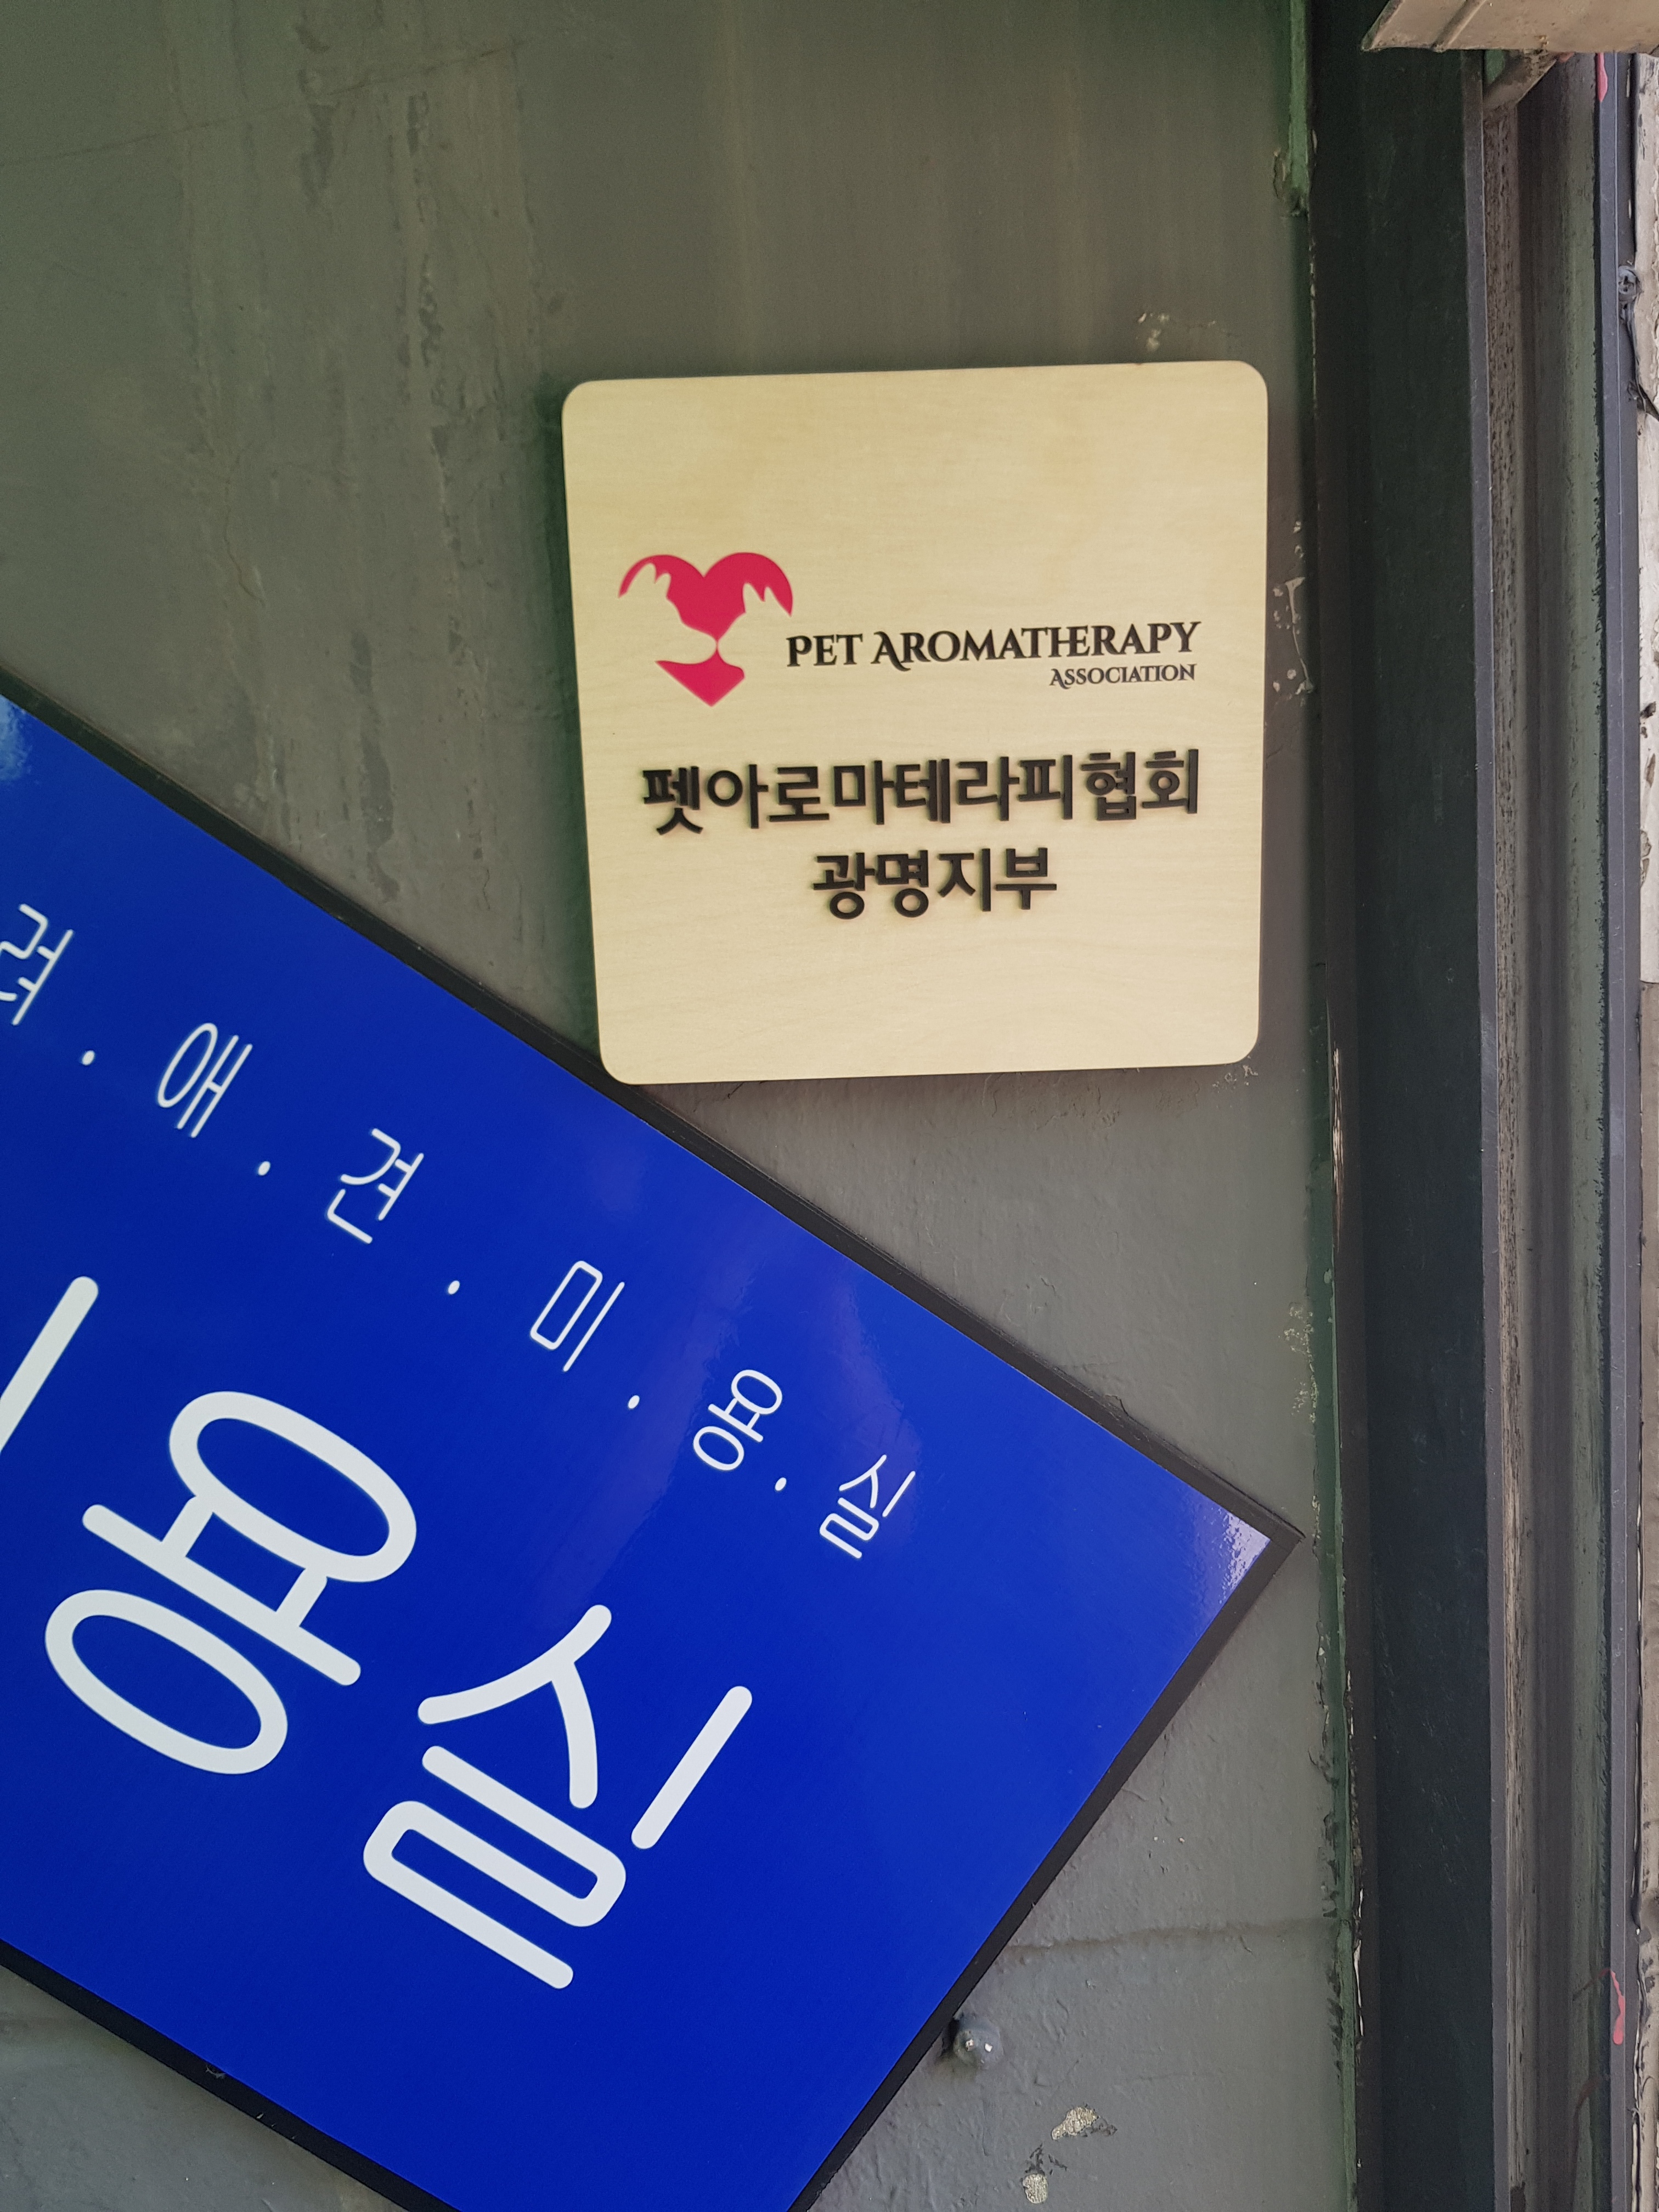 PET AROMATHERAPY
ASSOCIATION
펫아로마테라피협회
광명지부
애.견.미.용.실
용실